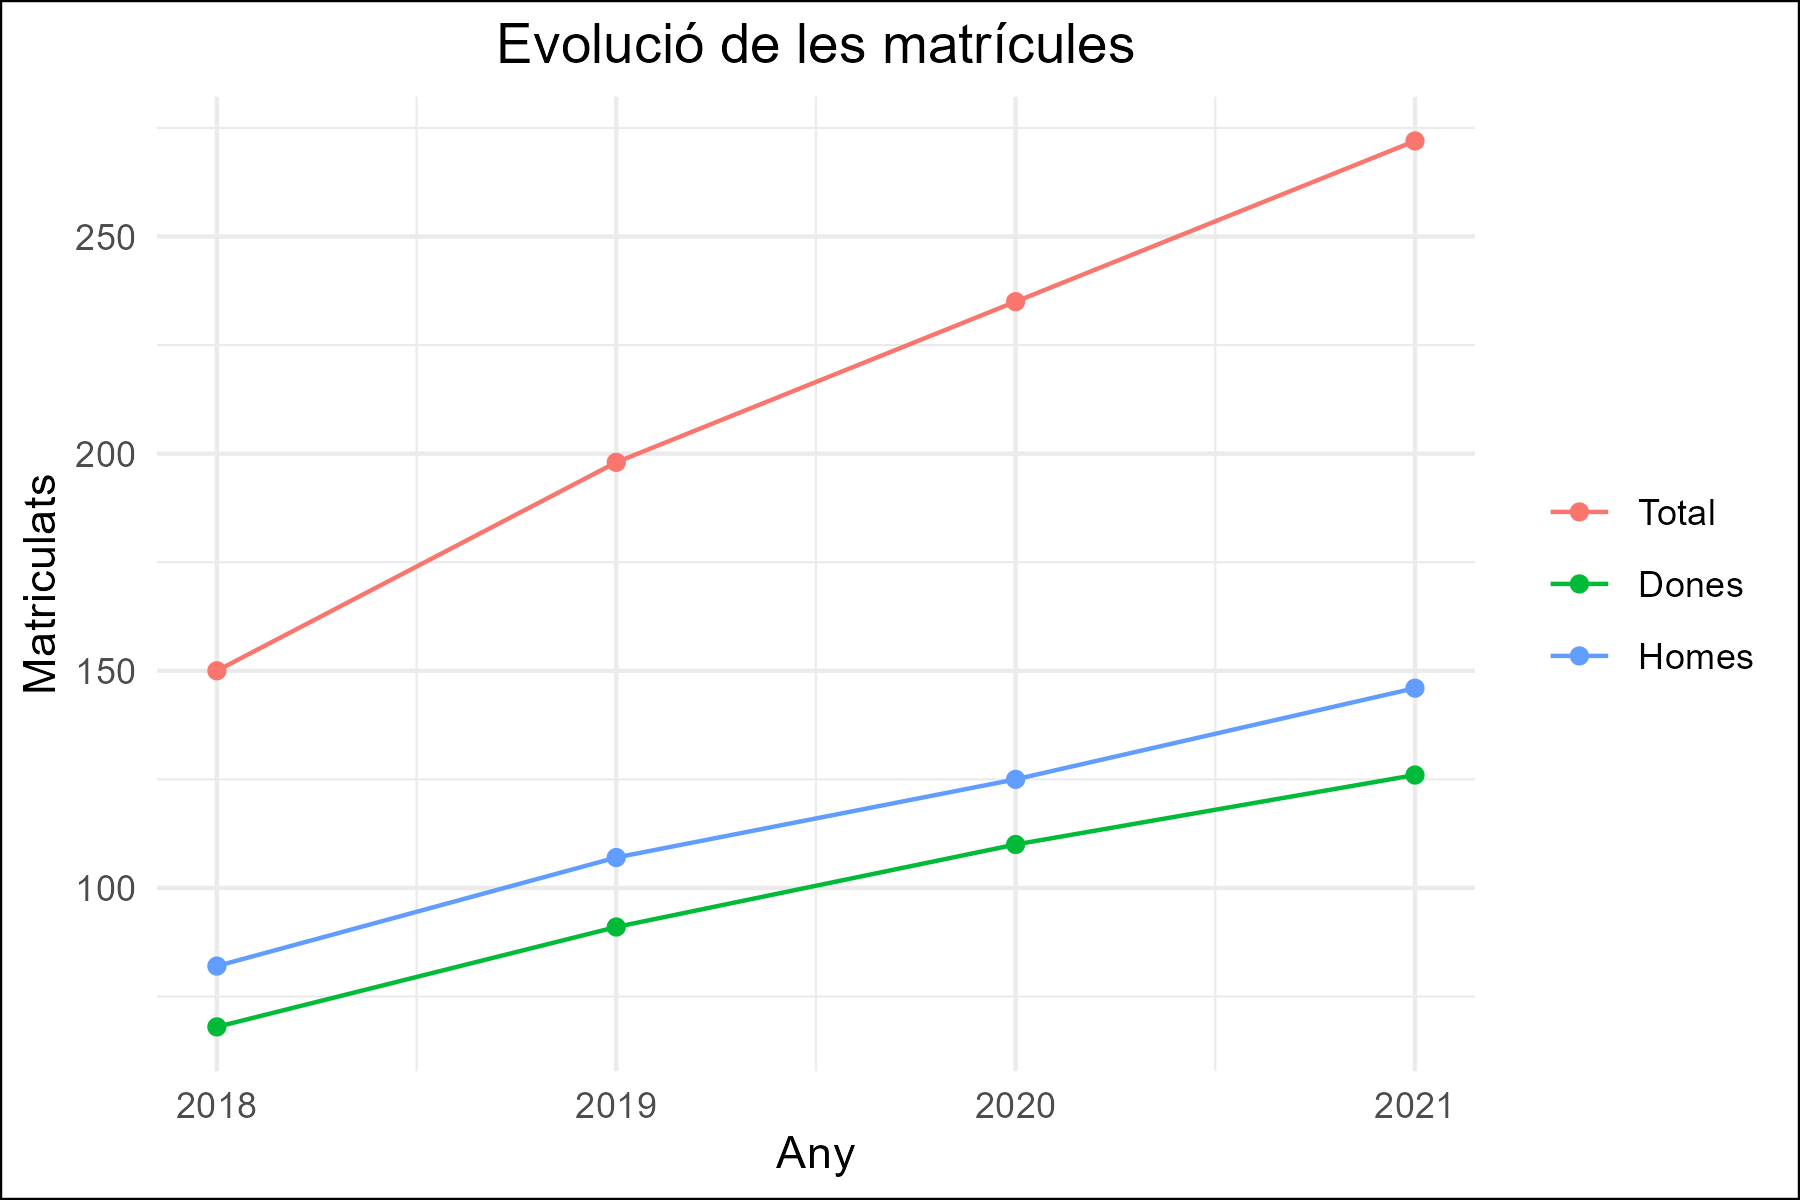 Evolució de les matrícules
Matriculats
250
200
150
100
2018
2019
2020
2021
Any
Total
Dones
Homes